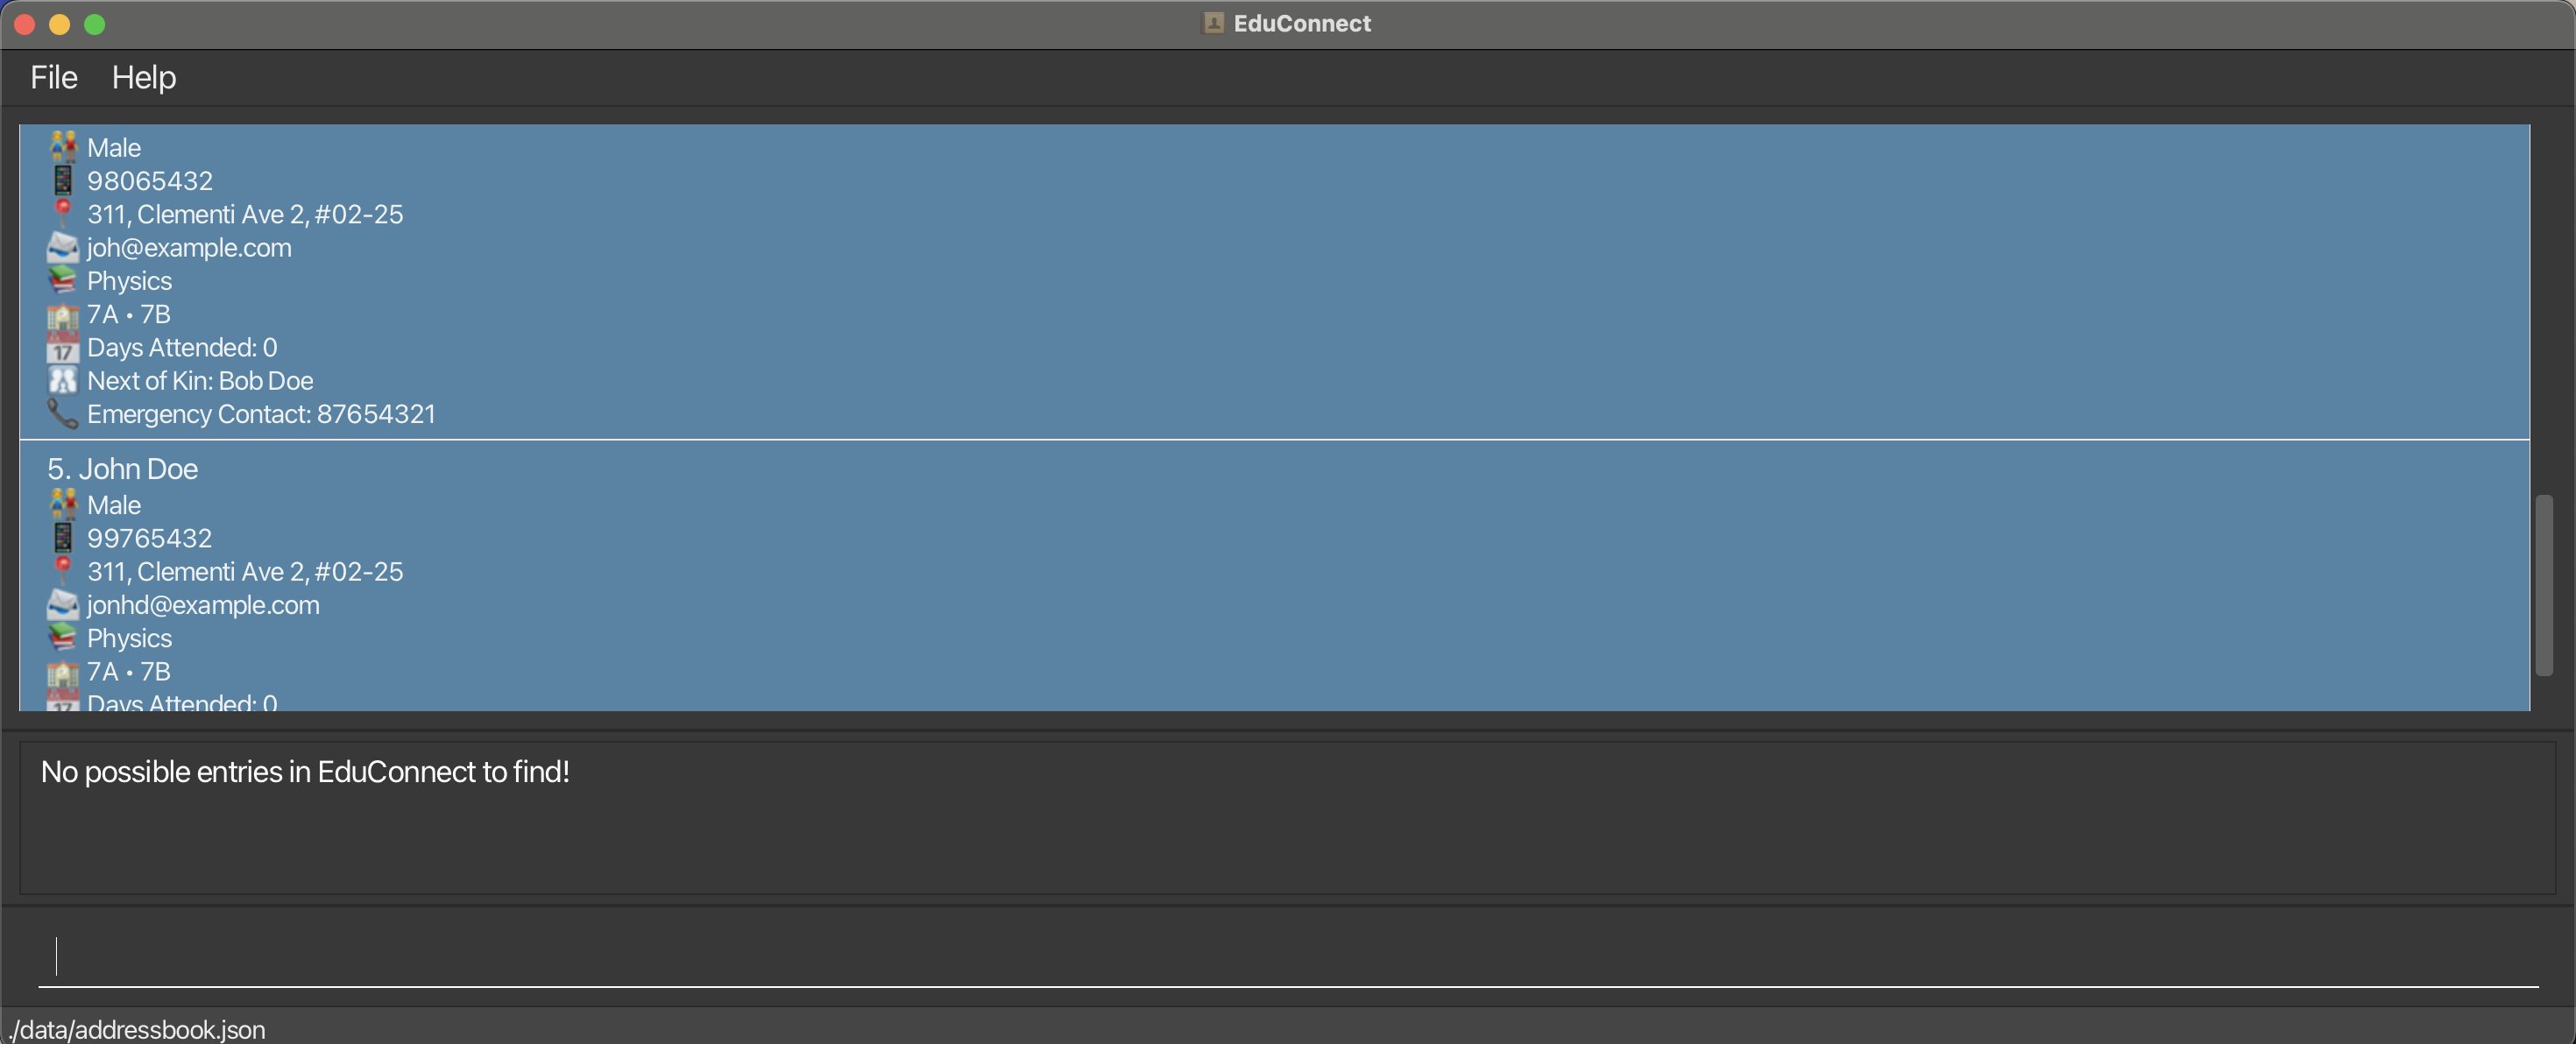 EduConnect
File Help
Male
98065432
311, Clementi Ave 2, #02-25
joh@example.com
Physics
7A • 7B
17 Days Attended: 0
Next of Kin: Bob Doe
Emergency Contact: 87654321
5. John Doe
Male
99765432
311, Clementi Ave 2, #02-25
jonhd@example.com
Physics
7A • 7B
17 Days Attended: 0
No possible entries in EduConnect to find!
./data/addressbook.json